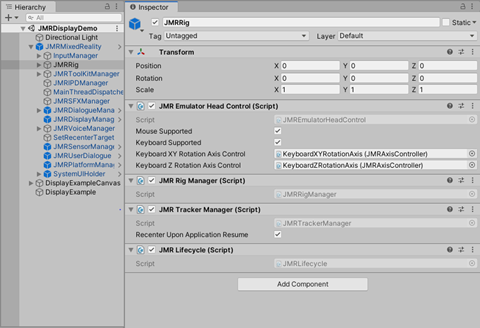 Hierarchy
All
JMRDisplayDemo
Directional Light
JMRMixedReality
InputManager
JMRRig
JMRToolKitManager
JMRIPDManager
MainThreadDispatche
JMRSFXManager
JMRDialogueMana
JMRDisplayManag
JMRVoiceManager
SetRecenterTarget
JMRSensorManag
JMRUserDialogue
JMRPlatformMana
SystemUIHolder
DisplayExampleCanvas
DisplayExample
Inspector
JMRRig
Static
Tag Untagged Layer Default
Transform
Position X 0 Y 0 Z 0
Rotation X 0 Y 0 Z 0
Scale X 1 Y 1 Z 1
JMR Emulator Head Control (Script)
Script JMREmulatorHeadControl
Mouse Supported
Keyboard Supported
Keyboard XY Rotation Axis Control KeyboardXYRotationAxis (JMRAxisController)
Keyboard Z Rotation Axis Control KeyboardZRotationAxis (JMRAxisController)
JMR Rig Manager (Script)
Script JMRRigManager
JMR Tracker Manager (Script)
Script JMRTrackerManager
Recenter Upon Application Resume
JMR Lifecycle (Script)
Script JMRLifecycle
Add Component